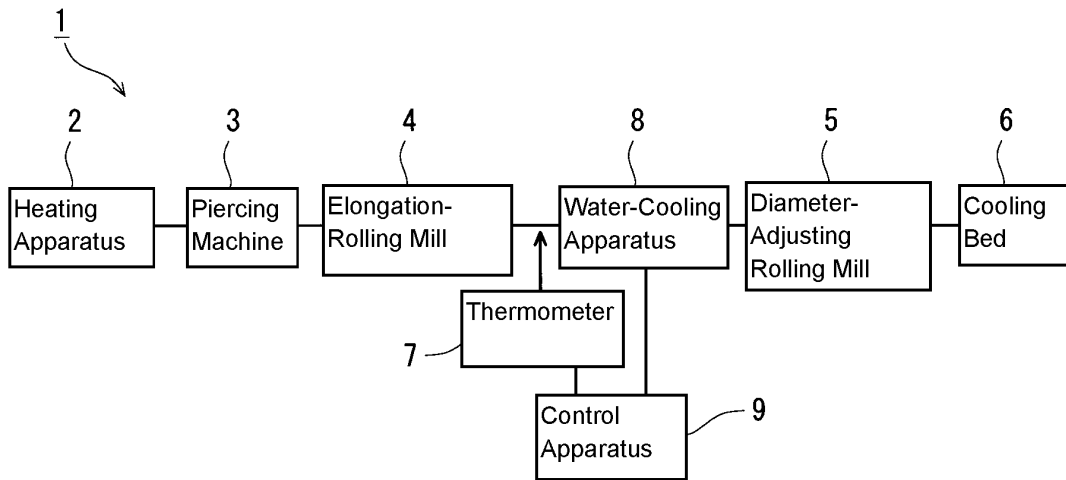 1
2
3
4
8
5
6
Heating
Apparatus
Piercing
Machine
Elongation-
Rolling Mill
Water-Cooling
Apparatus
Diameter-
Adjusting
Rolling Mill
Cooling
Bed
Thermometer
7
Control
Apparatus
9